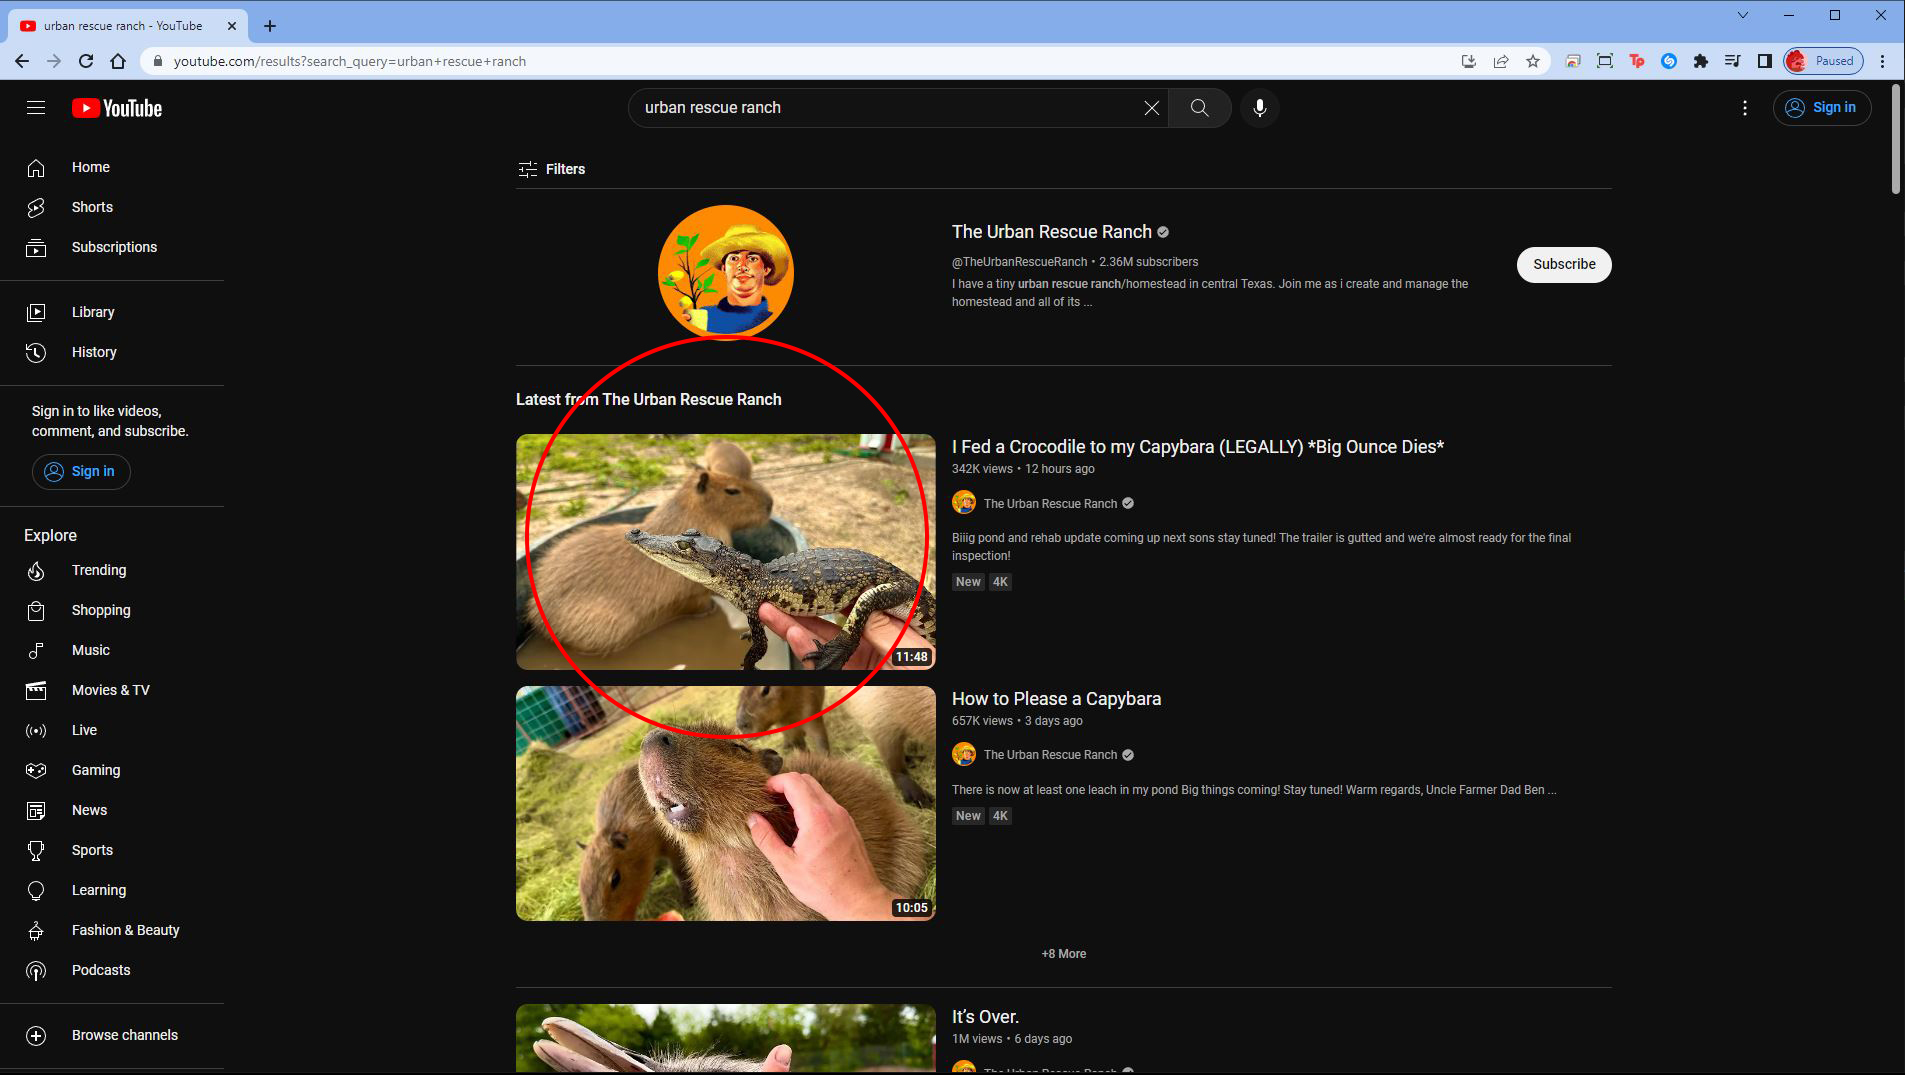 urban rescue ranch - YouTube
youtube.com/results?search_query=urban+rescue+ranch
Tp
Paused
YouTube
urban rescue ranch
Sign in
Home
Shorts
Subscriptions
Library
History
Sign in to like videos,
comment, and subscribe.
Sign in
Explore
Trending
Shopping
Music
Movies & TV
Live
Gaming
News
Sports
Learning
Fashion & Beauty
Podcasts
Browse channels
Filters
The Urban Rescue Ranch
@TheUrbanRescueRanch • 2.36M subscribers
I have a tiny urban rescue ranch/homestead in central Texas. Join me as i create and manage the
homestead and all of its ...
Subscribe
Latest from The Urban Rescue Ranch
11:48
I Fed a Crocodile to my Capybara (LEGALLY) *Big Ounce Dies*
342K views • 12 hours ago
The Urban Rescue Ranch
Biiig pond and rehab update coming up next sons stay tuned! The trailer is gutted and we're almost ready for the final
inspection!
New 4K
10:05
How to Please a Capybara
657K views • 3 days ago
The Urban Rescue Ranch
There is now at least one leach in my pond Big things coming! Stay tuned! Warm regards, Uncle Farmer Dad Ben ...
New 4K
+8 More
It's Over.
1M views • 6 days ago
The Urban Rescue Ranch